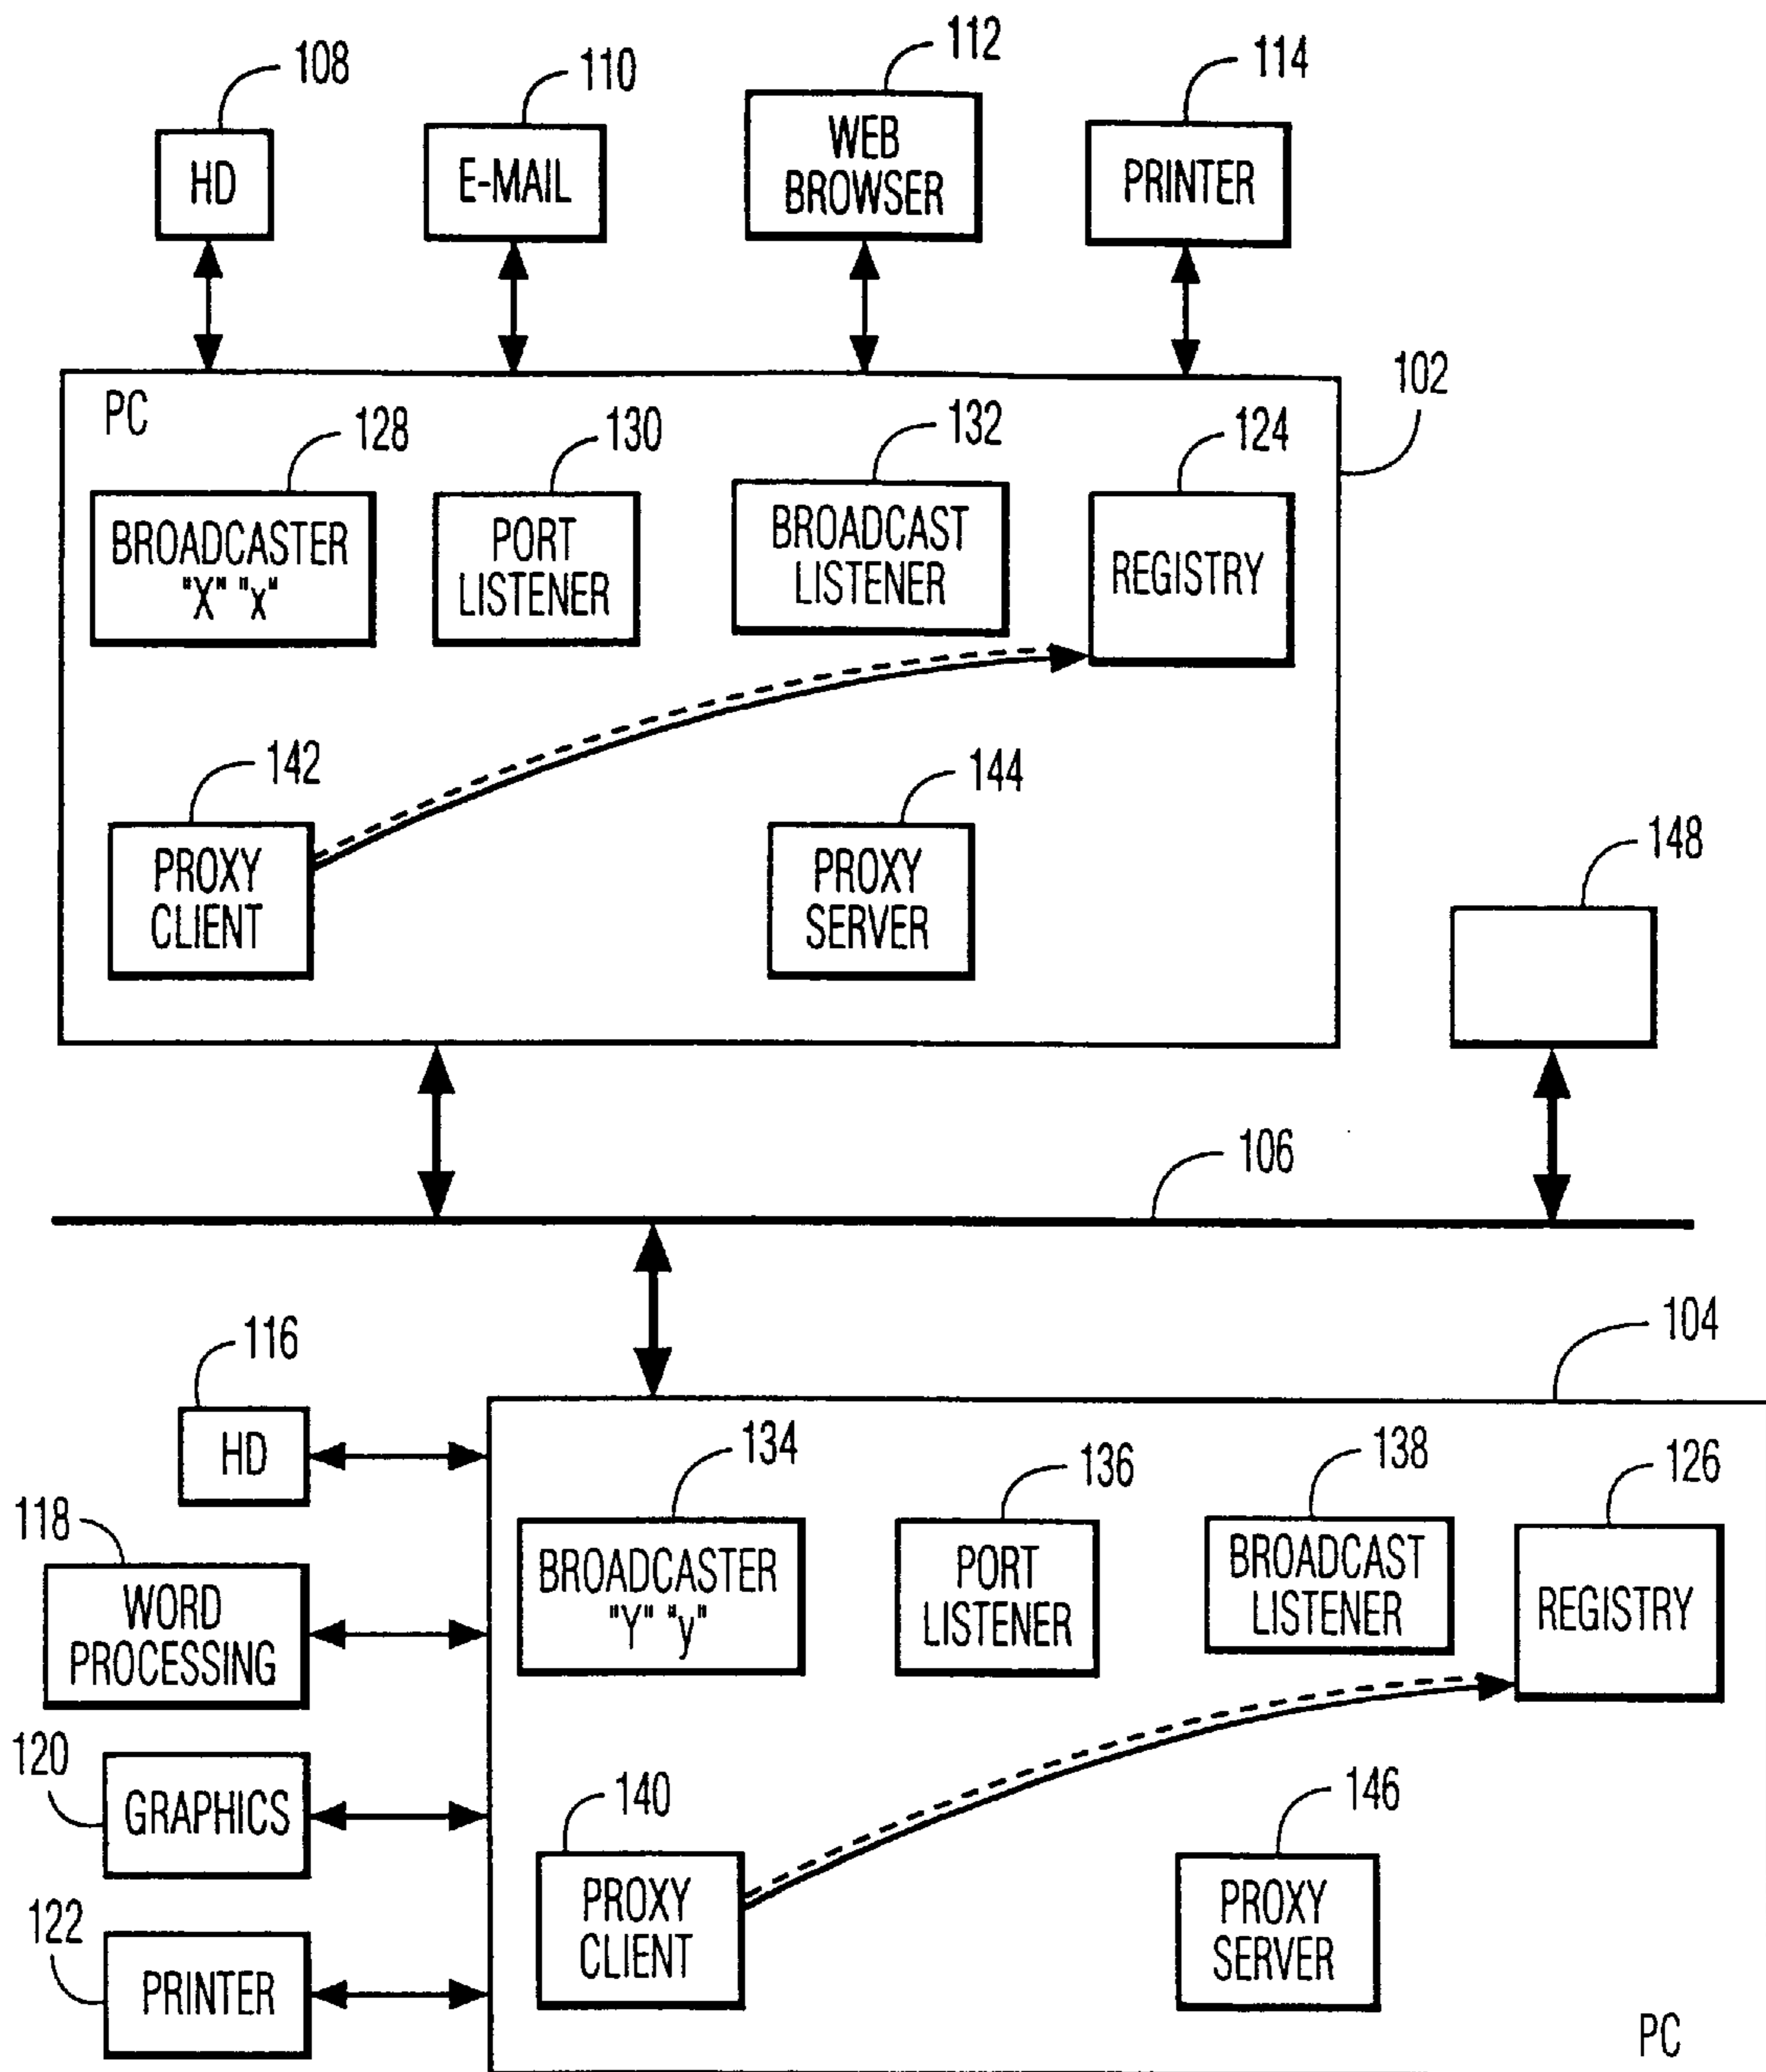 108
110
112
114
HD
E-MAIL
WEB
BROWSER
PRINTER
102
PC
128
130
132
124
BROADCASTER
"X" "x"
PORT
LISTENER
BROADCAST
LISTENER
REGISTRY
142
144
PROXY
CLIENT
PROXY
SERVER
148
106
104
116
HD
134
136
138
126
118
WORD
PROCESSING
BROADCASTER
"Y" "y"
PORT
LISTENER
BROADCAST
LISTENER
REGISTRY
120
GRAPHICS
140
146
PROXY
CLIENT
PROXY
SERVER
122
PRINTER
PC